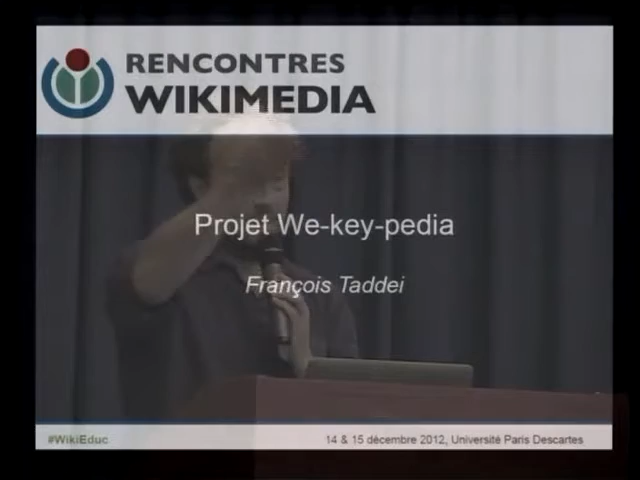 RENCONTRES
WIKIMEDIA
Projet We-key-pedia
François Taddei
#WikiEduc
14 & 15 décembre 2012, Université Paris Descartes